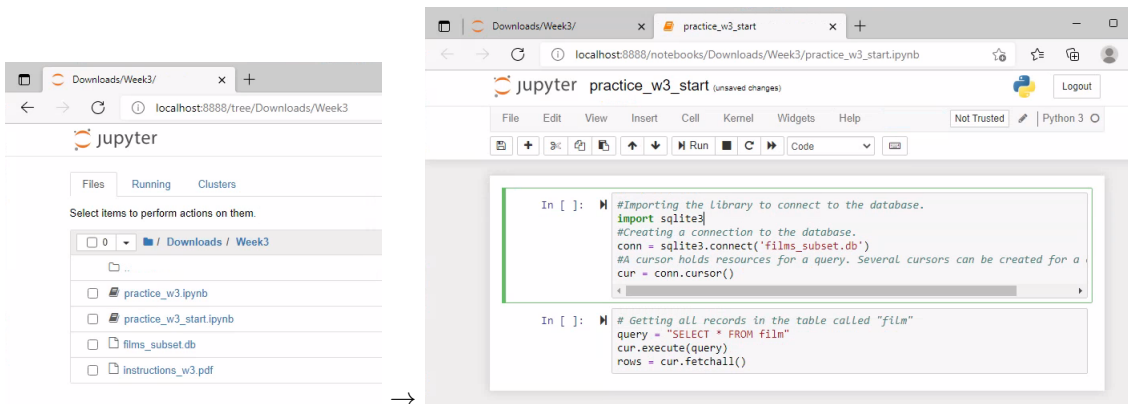 Downloads/Week3/
localhost:8888/tree/Downloads/Week3
jupyter
Files Running Clusters
Select items to perform actions on them.
0 / Downloads / Week3
..
practice_w3.ipynb
practice_w3_start.ipynb
films_subset.db
instructions_w3.pdf
→
Downloads/Week3/ practice_w3_start
localhost:8888/notebooks/Downloads/Week3/practice_w3_start.ipynb
jupyter practice_w3_start (unsaved changes) Logout
File Edit View Insert Cell Kernel Widgets Help Not Trusted Python 3
Run Code
In [ ]: #Importing the library to connect to the database.
import sqlite3
#Creating a connection to the database.
conn = sqlite3.connect('films_subset.db')
#A cursor holds resources for a query. Several cursors can be created for a
cur = conn.cursor()
In [ ]: # Getting all records in the table called "film"
query = "SELECT * FROM film"
cur.execute(query)
rows = cur.fetchall()